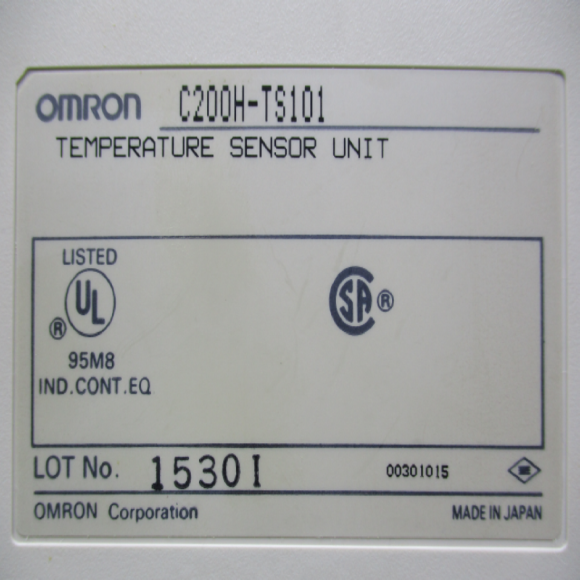 OMRON C200H-TS101
TEMPERATURE SENSOR UNIT
LISTED
UL ®
95M8
IND.CONT.EQ
SA ®
LOT No. 1530I 00301015
OMRON Corporation MADE IN JAPAN